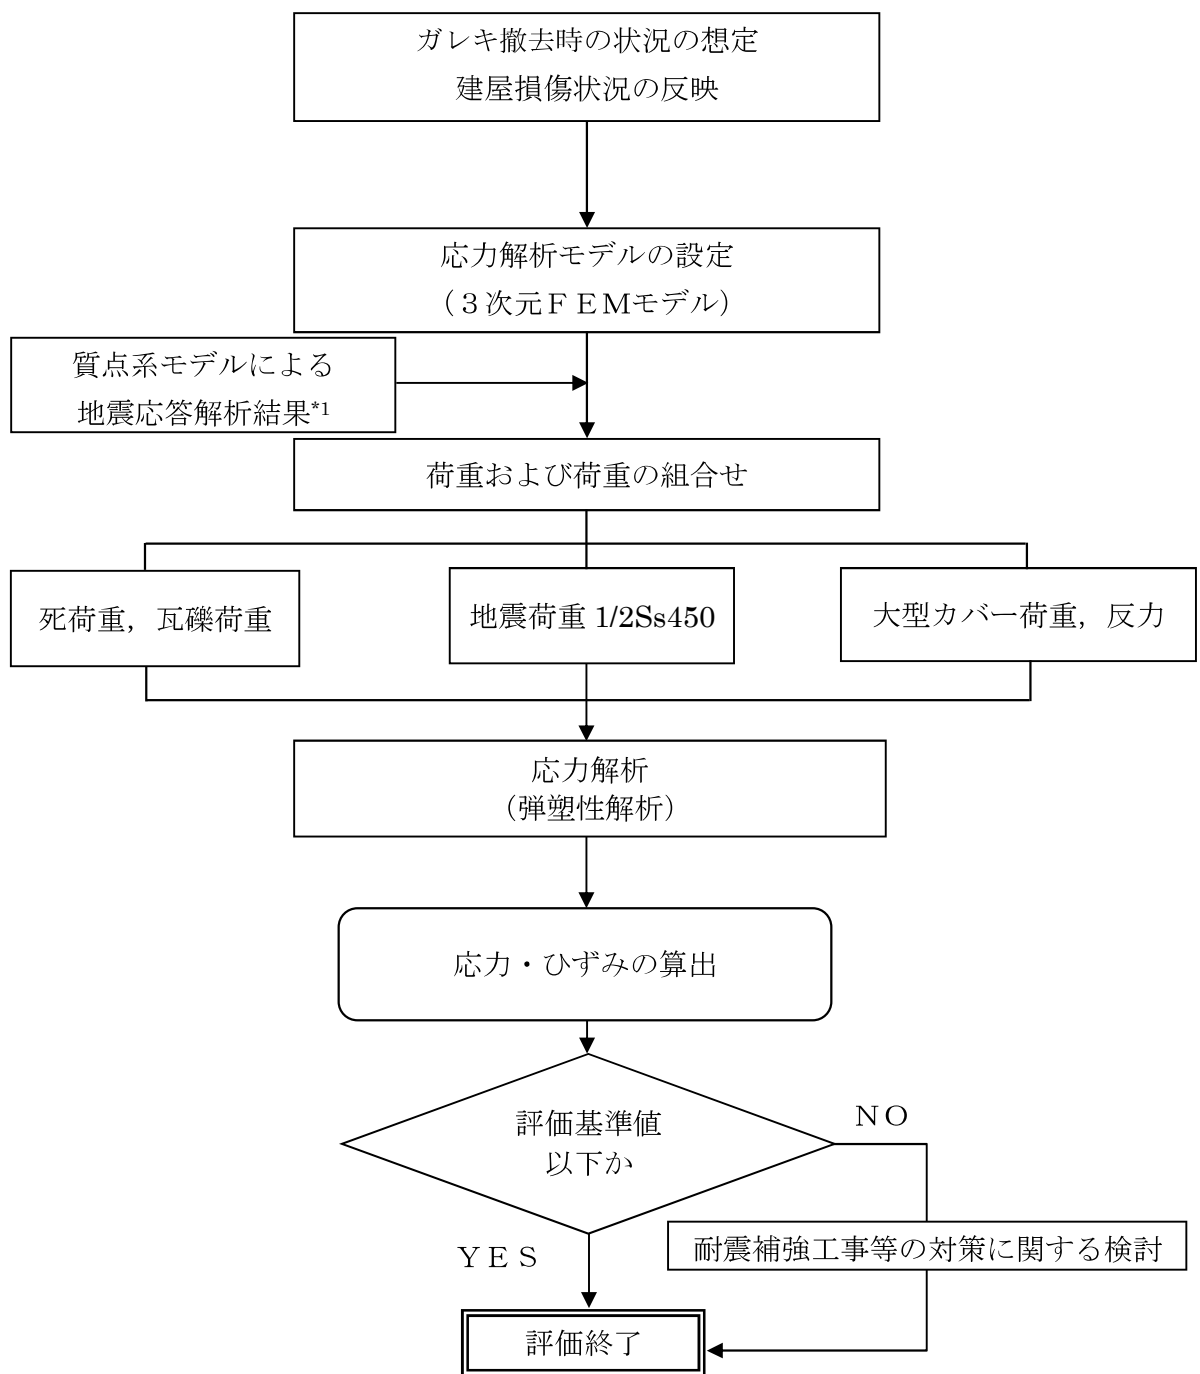 ガレキ撤去時の状況の想定
建屋損傷状況の反映
応力解析モデルの設定
（３次元ＦＥＭモデル）
質点系モデルによる
地震応答解析結果*1
荷重および荷重の組合せ
死荷重，瓦礫荷重
地震荷重 1/2Ss450
大型カバー荷重，反力
応力解析
（弾塑性解析）
応力・ひずみの算出
評価基準値
以下か
ＮＯ
ＹＥＳ
耐震補強工事等の対策に関する検討
評価終了